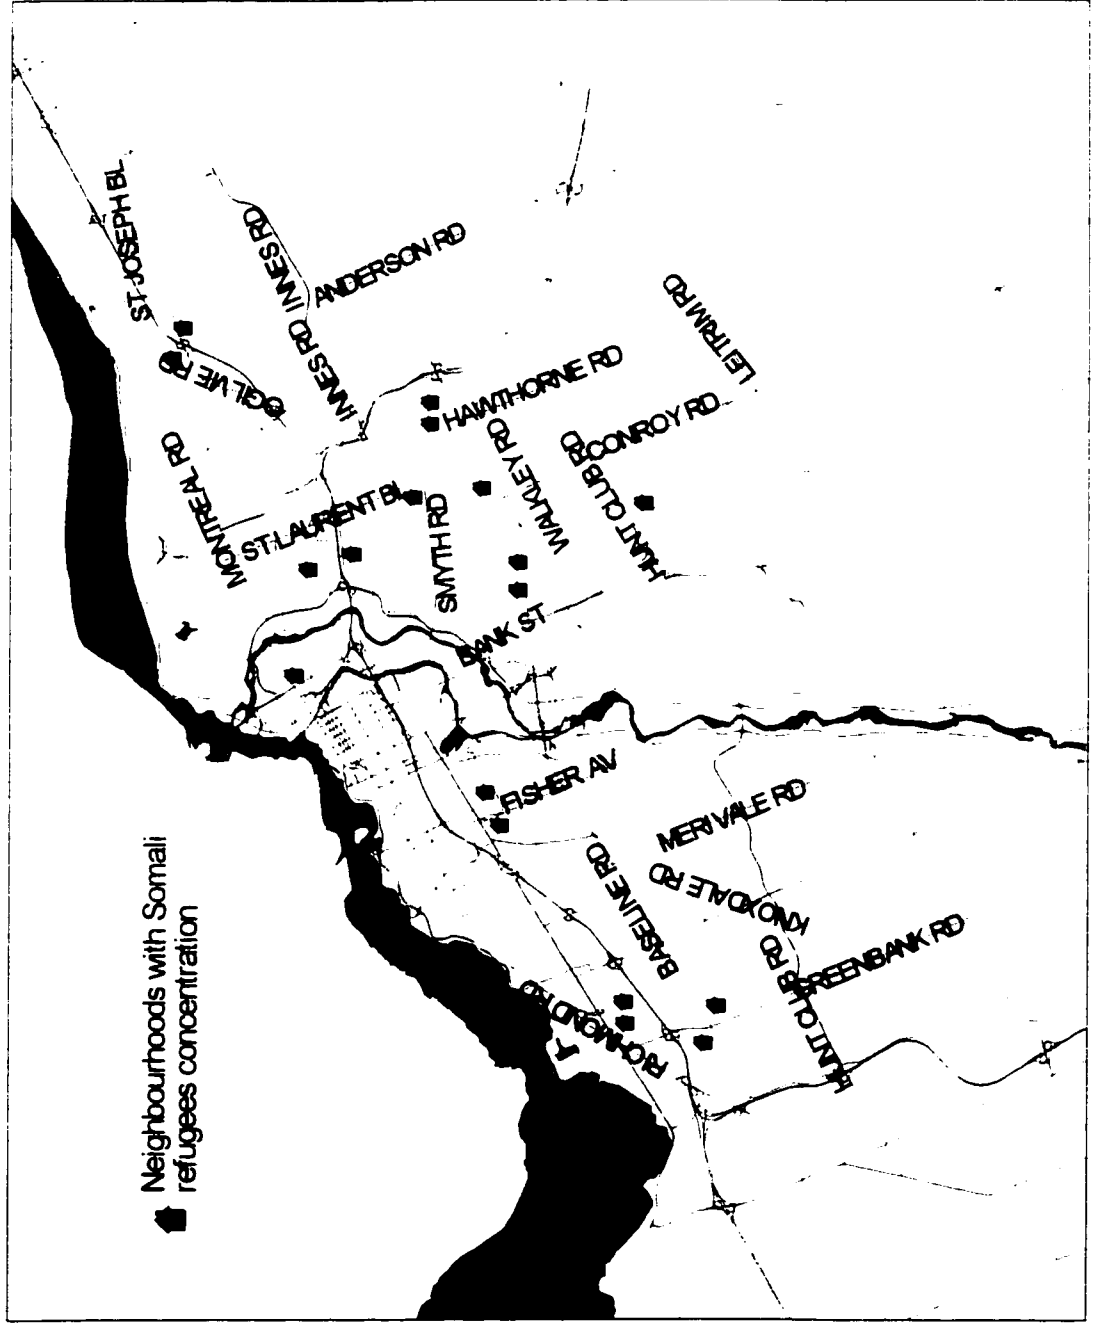 Neighbourhoods with Somali
refugees concentration
ST JOSEPH BL
OGILVIE RD
INNES RD
INNES RD
ANDERSON RD
MONTREAL RD
ST LAURENT BL
HAWTHORNE RD
LEITRIM RD
WALKLEY RD
CONROY RD
HUNT CLUB RD
SMYTH RD
BANK ST
FISHER AV
MERIVALE RD
BASELINE RD
KNOXDALE RD
RICHMOND RD
HUNT CLUB RD
GREENBANK RD